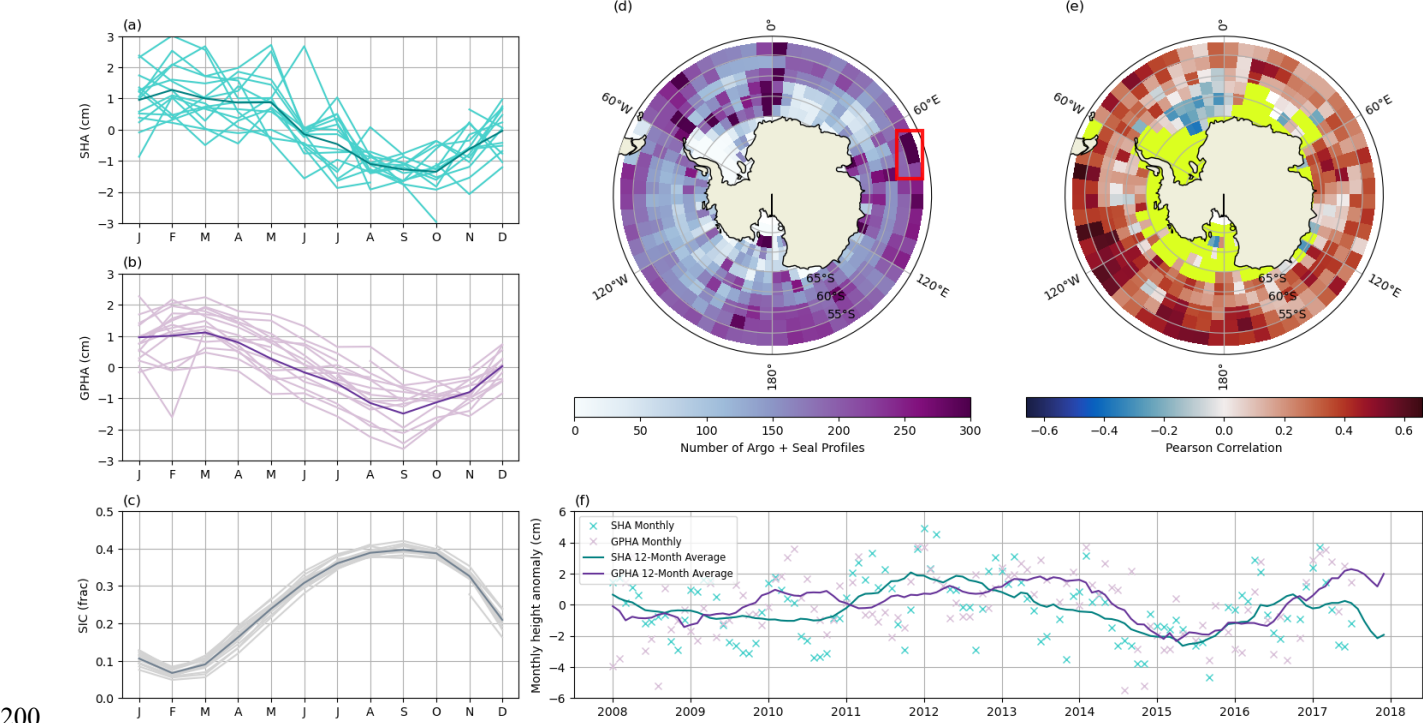 (a)
SHA (cm)
3
2
1
0
−1
−2
−3
J F M A M J J A S O N D
(b)
GPHA (cm)
3
2
1
0
−1
−2
−3
J F M A M J J A S O N D
(c)
SIC (frac)
0.5
0.4
0.3
0.2
0.1
0.0
J F M A M J J A S O N D
200
(d)
0°
60°W
60°E
120°W
120°E
65°S
60°S
55°S
180°
0 50 100 150 200 250 300
Number of Argo + Seal Profiles
(e)
0°
60°W
60°E
120°W
120°E
65°S
60°S
55°S
180°
−0.6 −0.4 −0.2 0.0 0.2 0.4 0.6
Pearson Correlation
(f)
Monthly height anomaly (cm)
6
4
2
0
−2
−4
−6
SHA Monthly
GPHA Monthly
SHA 12-Month Average
GPHA 12-Month Average
2008 2009 2010 2011 2012 2013 2014 2015 2016 2017 2018